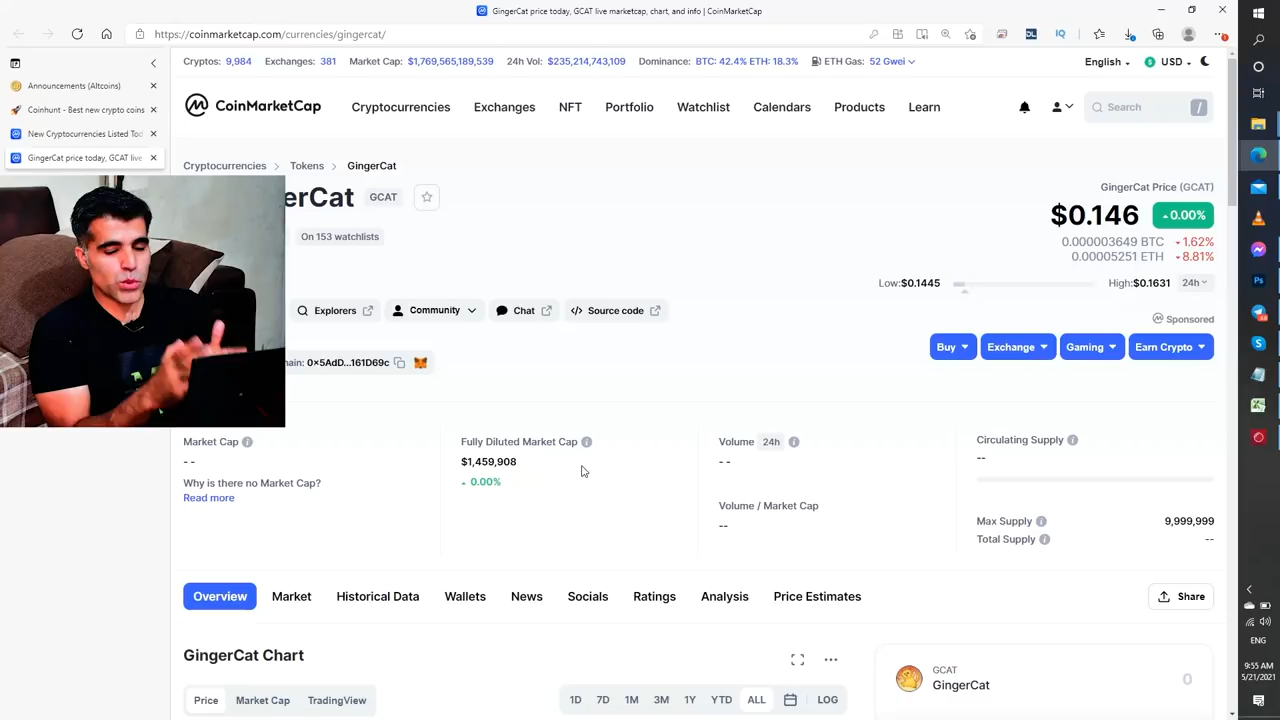 GingerCat price today, GCAT live marketcap, chart, and info | CoinMarketCap
https://coinmarketcap.com/currencies/gingercat/
Cryptos: 9,984 Exchanges: 381 Market Cap: $1,769,565,189,539 24h Vol: $235,214,743,109 Dominance: BTC: 42.4% ETH: 18.3% ETH Gas: 52 Gwei English USD
Announcements (Altcoins)
Coinhunt - Best new crypto coins
New Cryptocurrencies Listed Tod
GingerCat price today, GCAT live
CoinMarketCap Cryptocurrencies Exchanges NFT Portfolio Watchlist Calendars Products Learn Search /
Cryptocurrencies > Tokens > GingerCat
erCat GCAT
On 153 watchlists
GingerCat Price (GCAT)
$0.146 0.00%
0.000003649 BTC 1.62%
0.00005251 ETH 8.81%
Low:$0.1445 High:$0.1631 24h
Explorers Community Chat Source code
Sponsored
Buy Exchange Gaming Earn Crypto
hain: 0x5AdD...161D69c
Market Cap
- -
Why is there no Market Cap?
Read more
Fully Diluted Market Cap
$1,459,908
0.00%
Volume 24h
- -
Volume / Market Cap
--
Circulating Supply
--
Max Supply 9,999,999
Total Supply --
Overview Market Historical Data Wallets News Socials Ratings Analysis Price Estimates Share
GingerCat Chart
Price Market Cap TradingView 1D 7D 1M 3M 1Y YTD ALL LOG
GCAT
GingerCat 0
DL
IQ
Ps
ENG
9:55 AM
5/21/2021